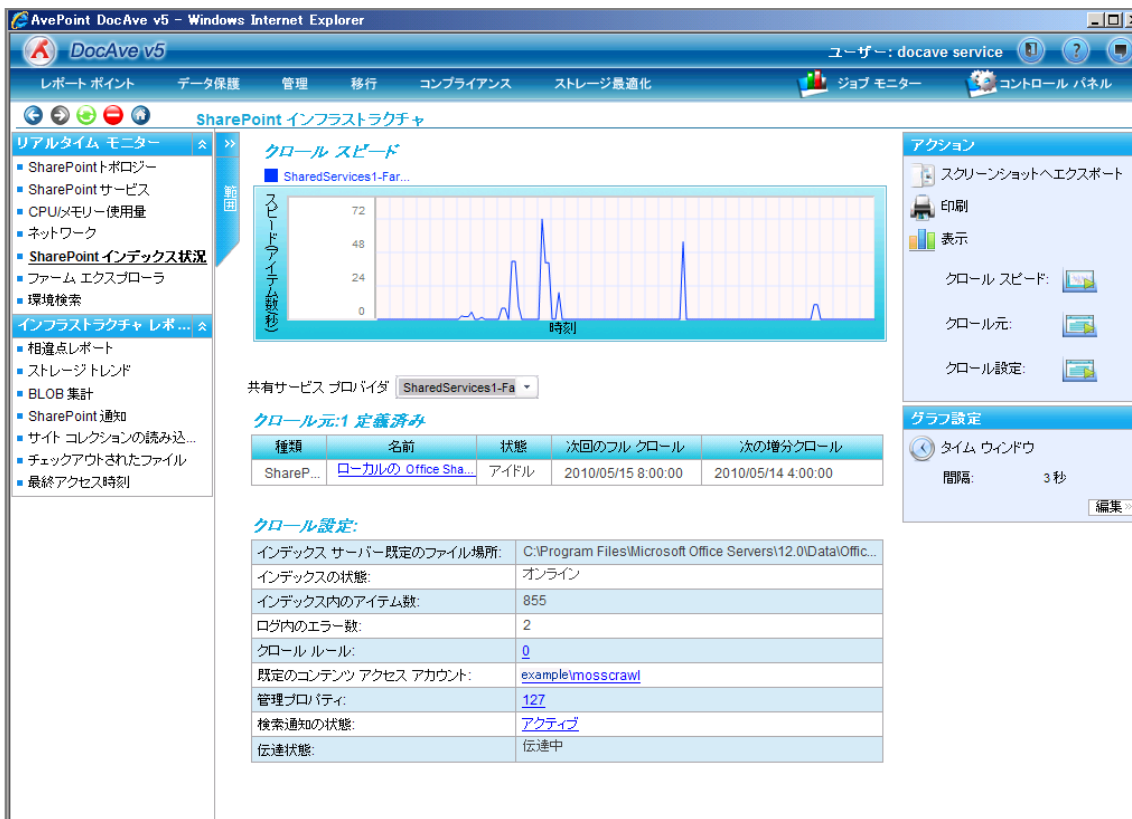 AvePoint DocAve v5 - Windows Internet Explorer
DocAve v5
ユーザー: docave service
レポート ポイント データ保護 管理 移行 コンプライアンス ストレージ最適化 ジョブ モニター コントロール パネル
SharePoint インフラストラクチャ
リアルタイム モニター
SharePointトポロジー
SharePoint サービス
CPU/メモリー使用量
ネットワーク
SharePoint インデックス状況
ファーム エクスプローラ
環境検索
インフラストラクチャ レポ...
相違点レポート
ストレージ トレンド
BLOB 集計
SharePoint 通知
サイト コレクションの読み込...
チェックアウトされたファイル
最終アクセス時刻
範囲
クロール スピード
SharedServices1-Far...
スピード(アイテム数/秒)
72
48
24
0
時刻
共有サービス プロバイダ SharedServices1-Fa
クロール元:1 定義済み
種類 名前 状態 次回のフル クロール 次の増分クロール
ShareP... ローカルの Office Sha... アイドル 2010/05/15 8:00:00 2010/05/14 4:00:00
クロール設定:
インデックス サーバー既定のファイル場所: C:\Program Files\Microsoft Office Servers\12.0\Data\Offic...
インデックスの状態: オンライン
インデックス内のアイテム数: 855
ログ内のエラー数: 2
クロール ルール: 0
既定のコンテンツ アクセス アカウント: example\mosscrawl
管理プロパティ: 127
検索通知の状態: アクティブ
伝達状態: 伝達中
アクション
スクリーンショットへエクスポート
印刷
表示
クロール スピード:
クロール元:
クロール設定:
グラフ設定
タイム ウィンドウ
間隔: 3 秒
編集